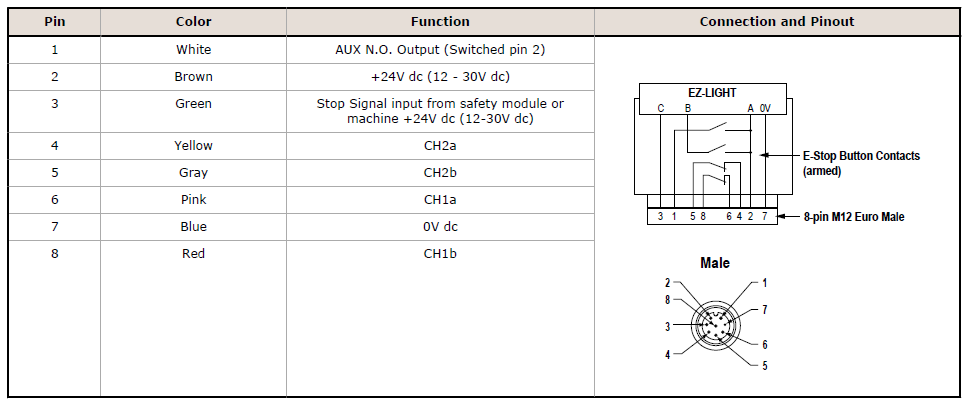 Pin Color Function Connection and Pinout
1 White AUX N.O. Output (Switched pin 2)
2 Brown +24V dc (12 - 30V dc)
3 Green Stop Signal input from safety module or
machine +24V dc (12-30V dc)
4 Yellow CH2a
5 Gray CH2b
6 Pink CH1a
7 Blue 0V dc
8 Red CH1b
EZ-LIGHT
C B A 0V
E-Stop Button Contacts
(armed)
3 1 5 8 6 4 2 7
8-pin M12 Euro Male
Male
2 1
8
7
3
6
4
5